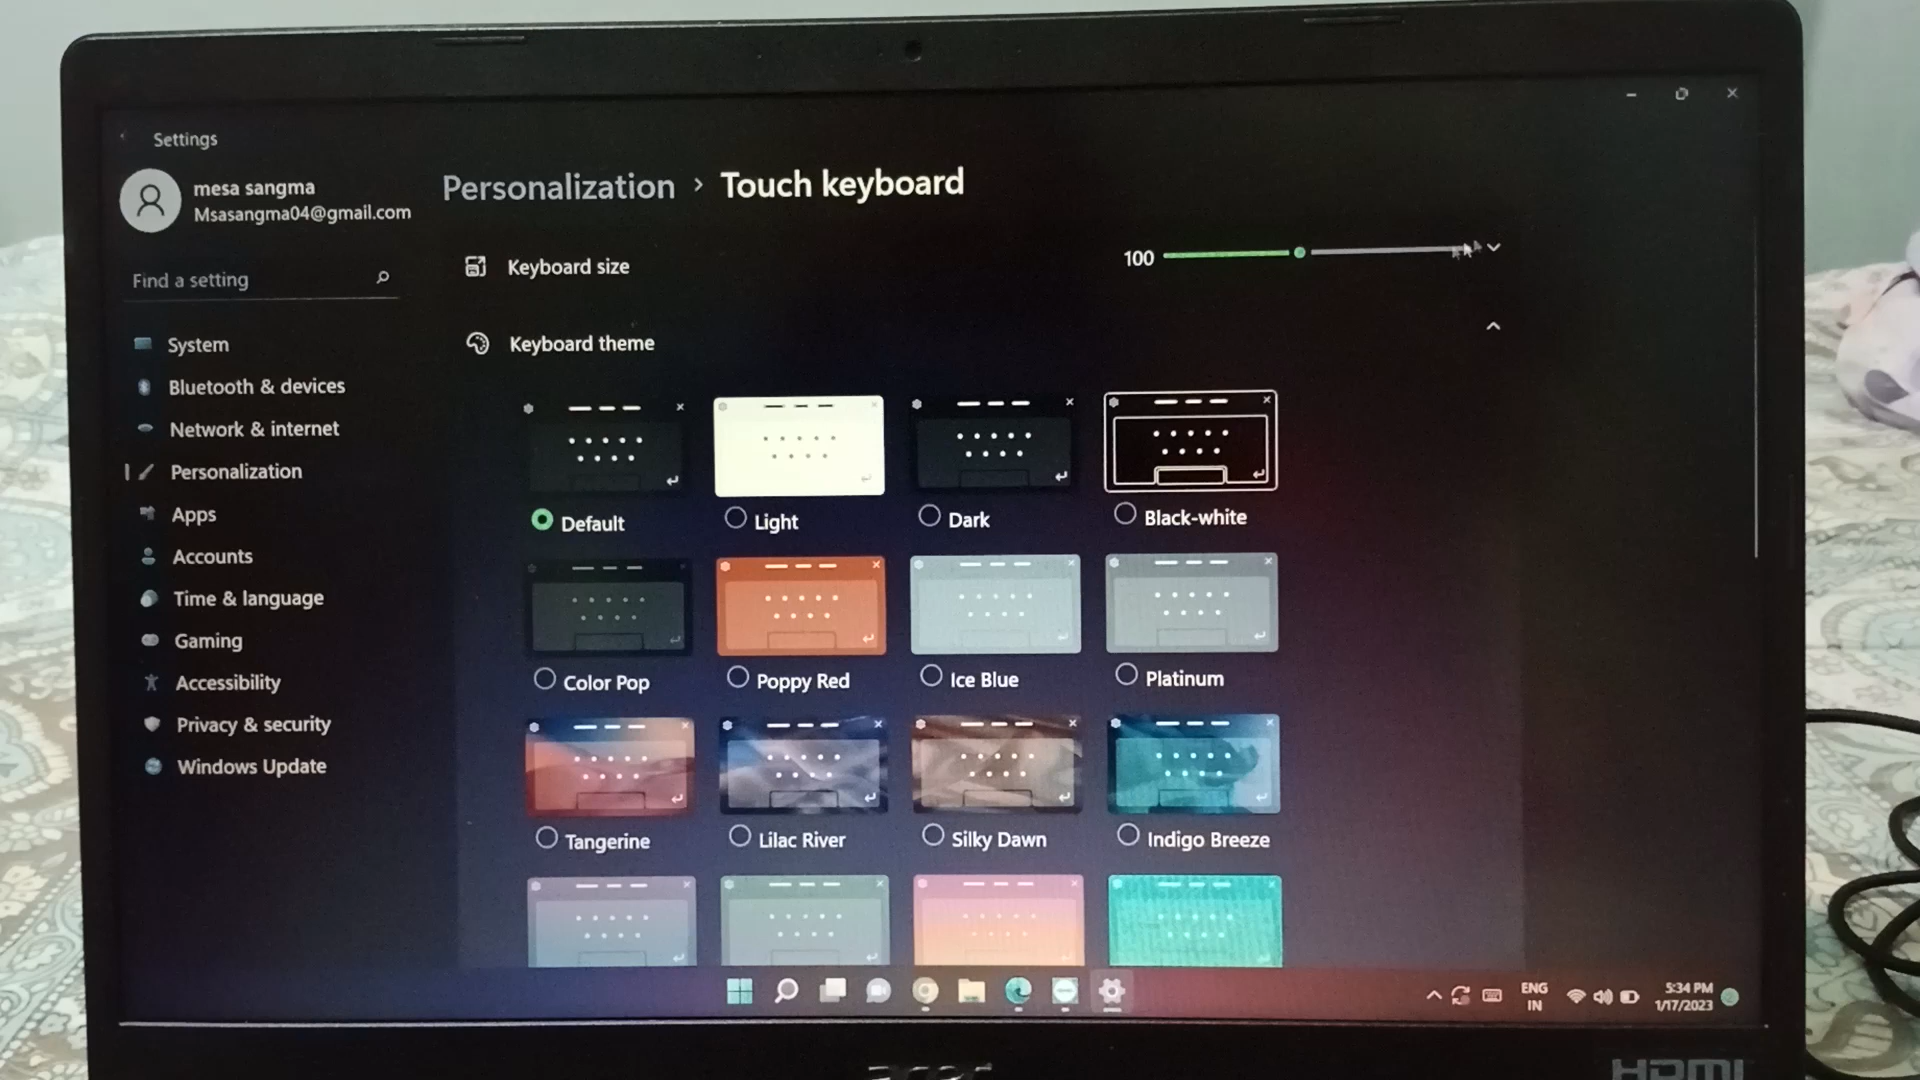 Settings
mesa sangma
Msasangma04@gmail.com
Find a setting
System
Bluetooth & devices
Network & internet
Personalization
Apps
Accounts
Time & language
Gaming
Accessibility
Privacy & security
Windows Update
Personalization › Touch keyboard
Keyboard size
100
Keyboard theme
Default
Light
Dark
Black-white
Color Pop
Poppy Red
Ice Blue
Platinum
Tangerine
Lilac River
Silky Dawn
Indigo Breeze
ENG
IN
5:34 PM
1/17/2023
acer
HDMI